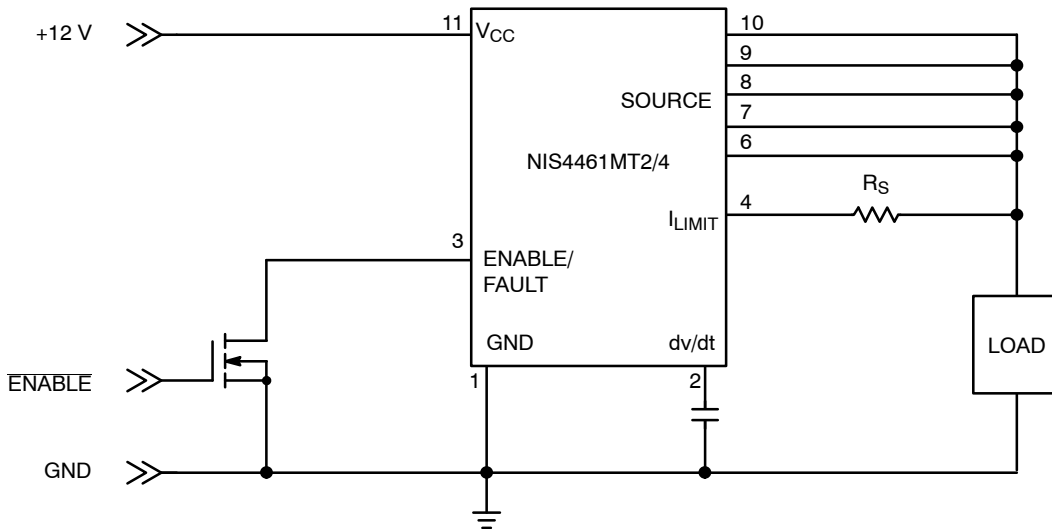 +12 V
11
VCC
10
9
8
SOURCE
7
6
NIS4461MT2/4
RS
4
ILIMIT
3
ENABLE/
FAULT
GND
dv/dt
LOAD
ENABLE
1
2
GND